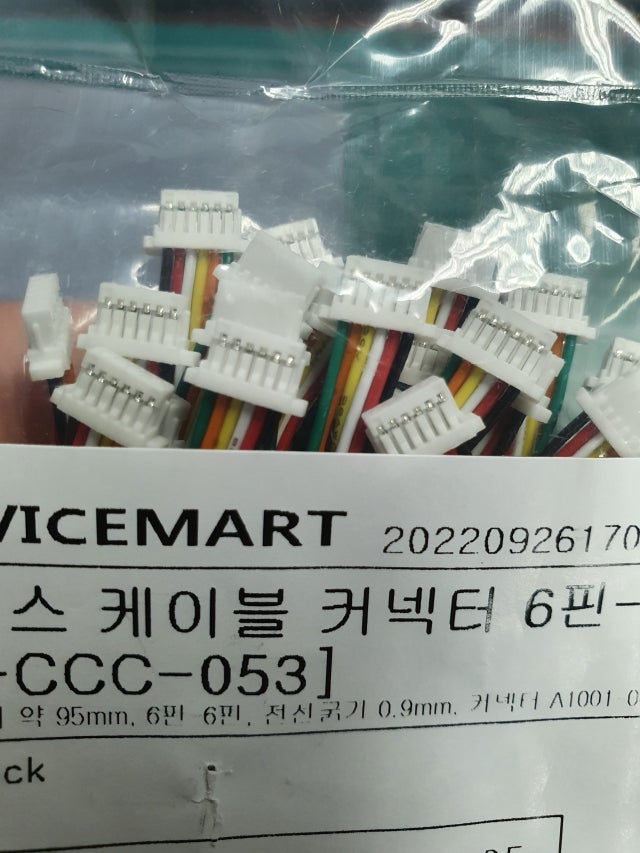 VICEMART 20220926170
스 케이블 커넥터 6핀-
-CCC-053]
약 95mm, 6핀-6핀, 전선굵기 0.9mm, 커넥터 A1001-0
ck